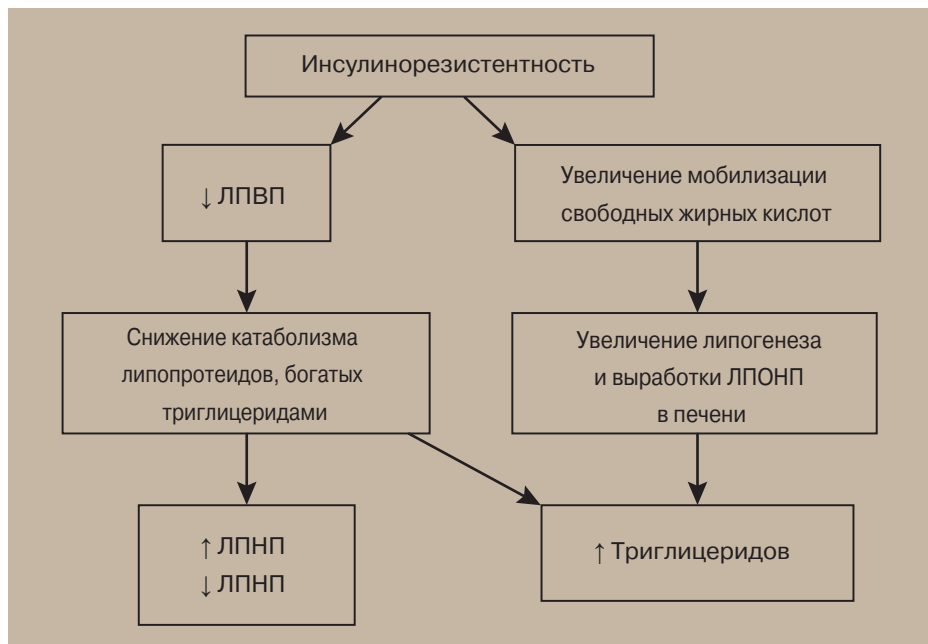 Инсулинорезистентность
↓ ЛПВП
Увеличение мобилизации
свободных жирных кислот
Снижение катаболизма
липопротеидов, богатых
триглицеридами
Увеличение липогенеза
и выработки ЛПОНП
в печени
↑ ЛПНП
↓ ЛПНП
↑ Триглицеридов